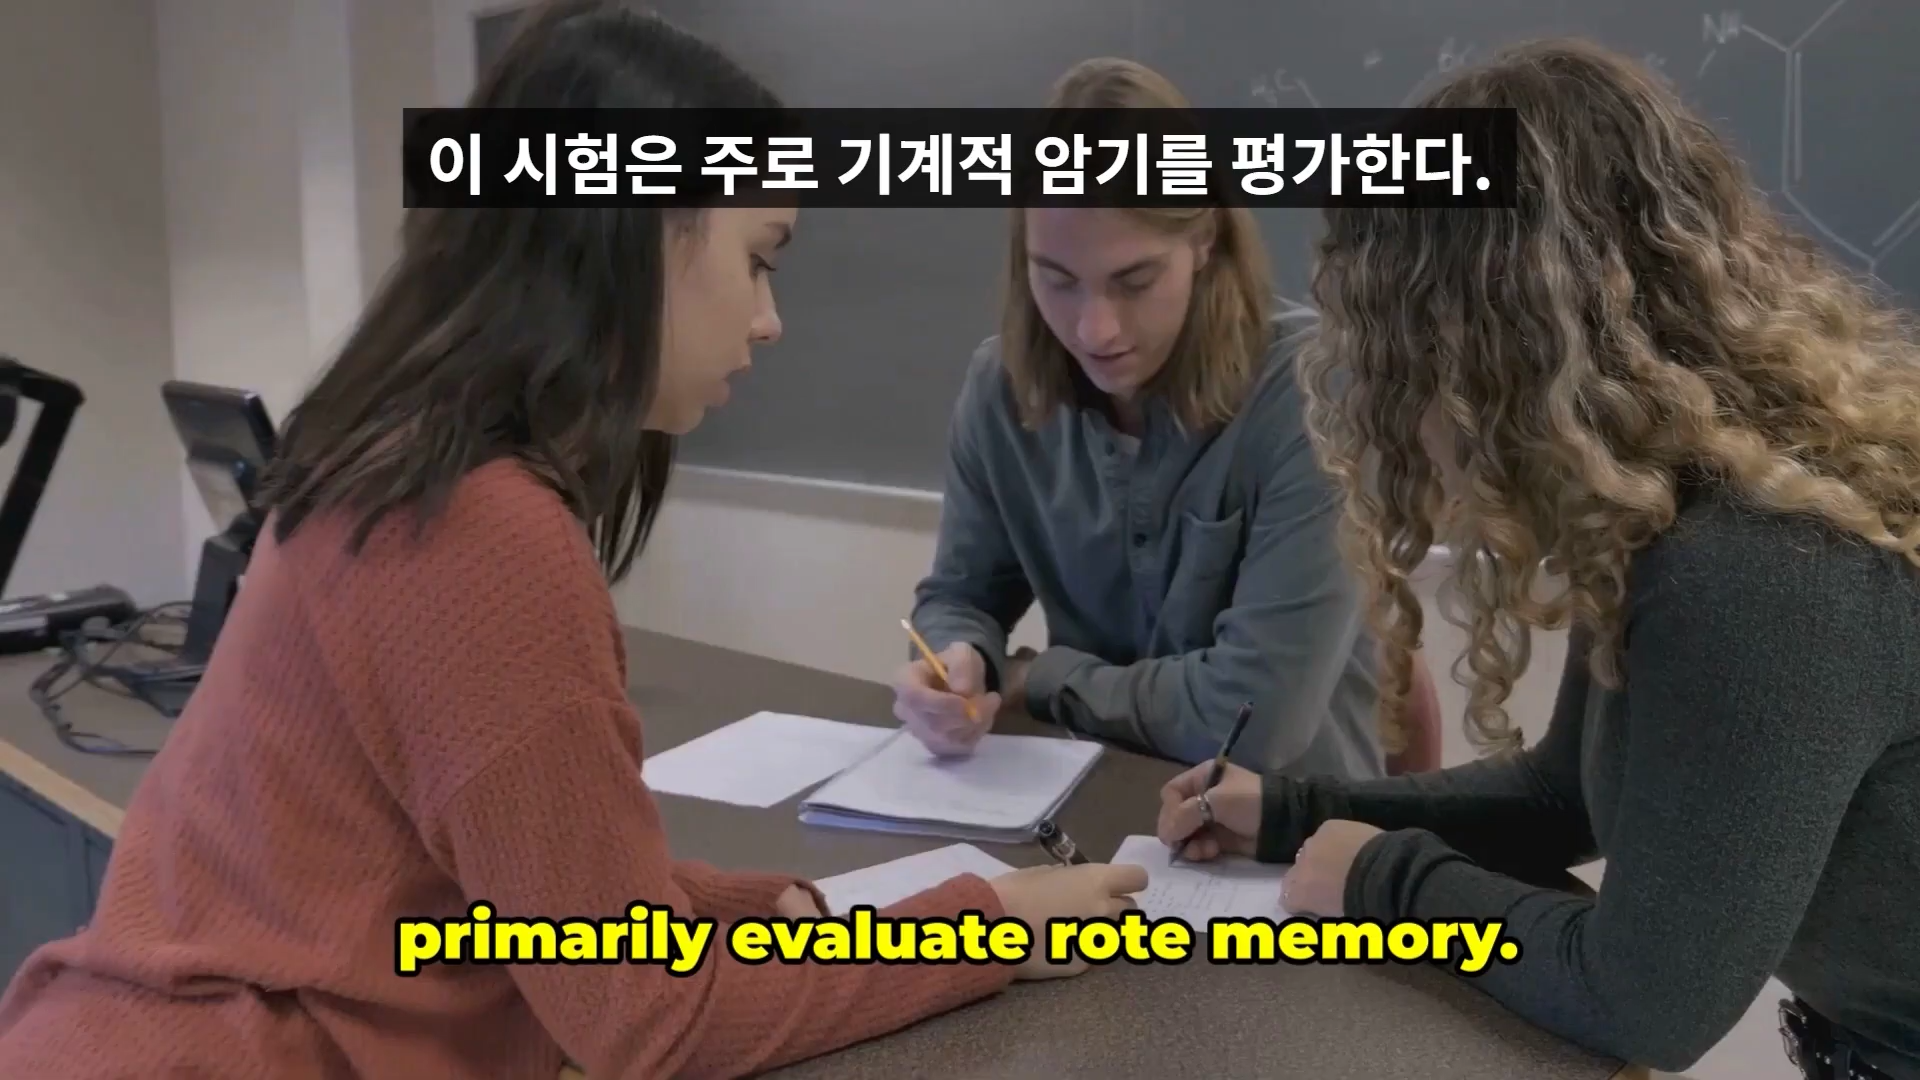 이 시험은 주로 기계적 암기를 평가한다.
primarily evaluate rote memory.